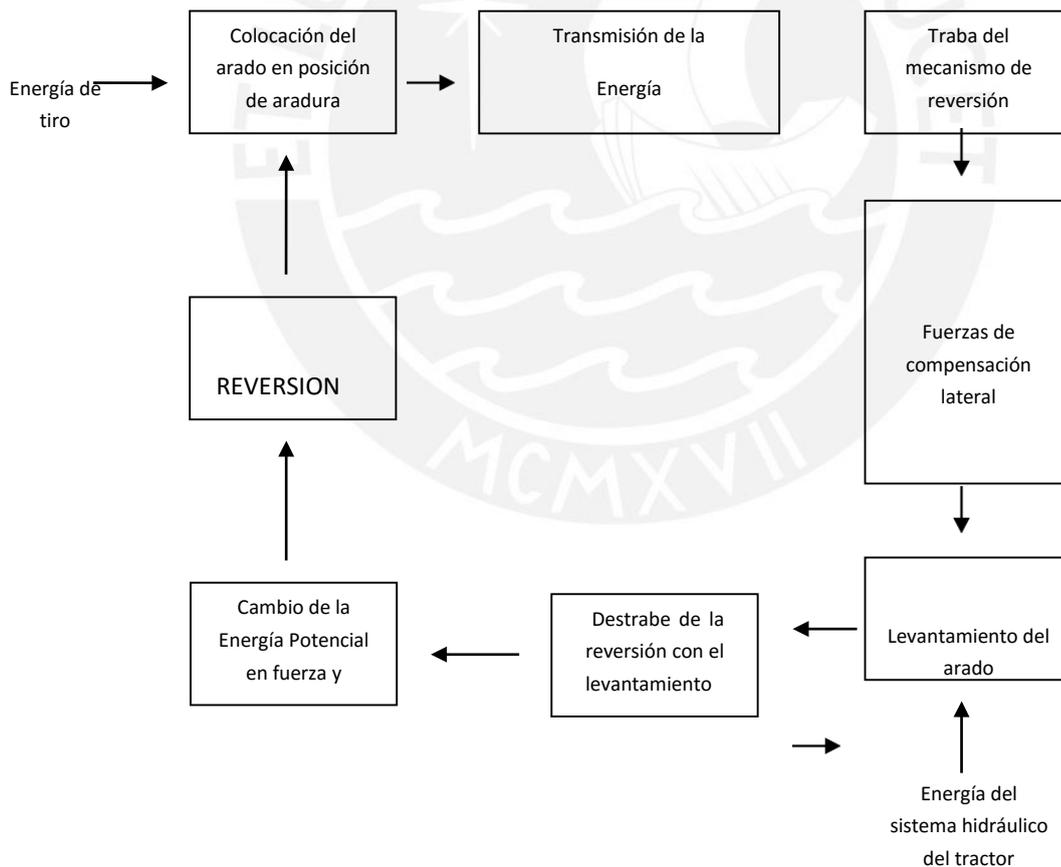 Energía de
tiro
Colocación del
arado en posición
de aradura
Transmisión de la
Energía
Traba del
mecanismo de
reversión
Fuerzas de
compensación
lateral
REVERSION
Cambio de la
Energía Potencial
en fuerza y
Destrabe de la
reversión con el
levantamiento
Levantamiento del
arado
Energía del
sistema hidráulico
del tractor
ET
LUCET
MCMXVII